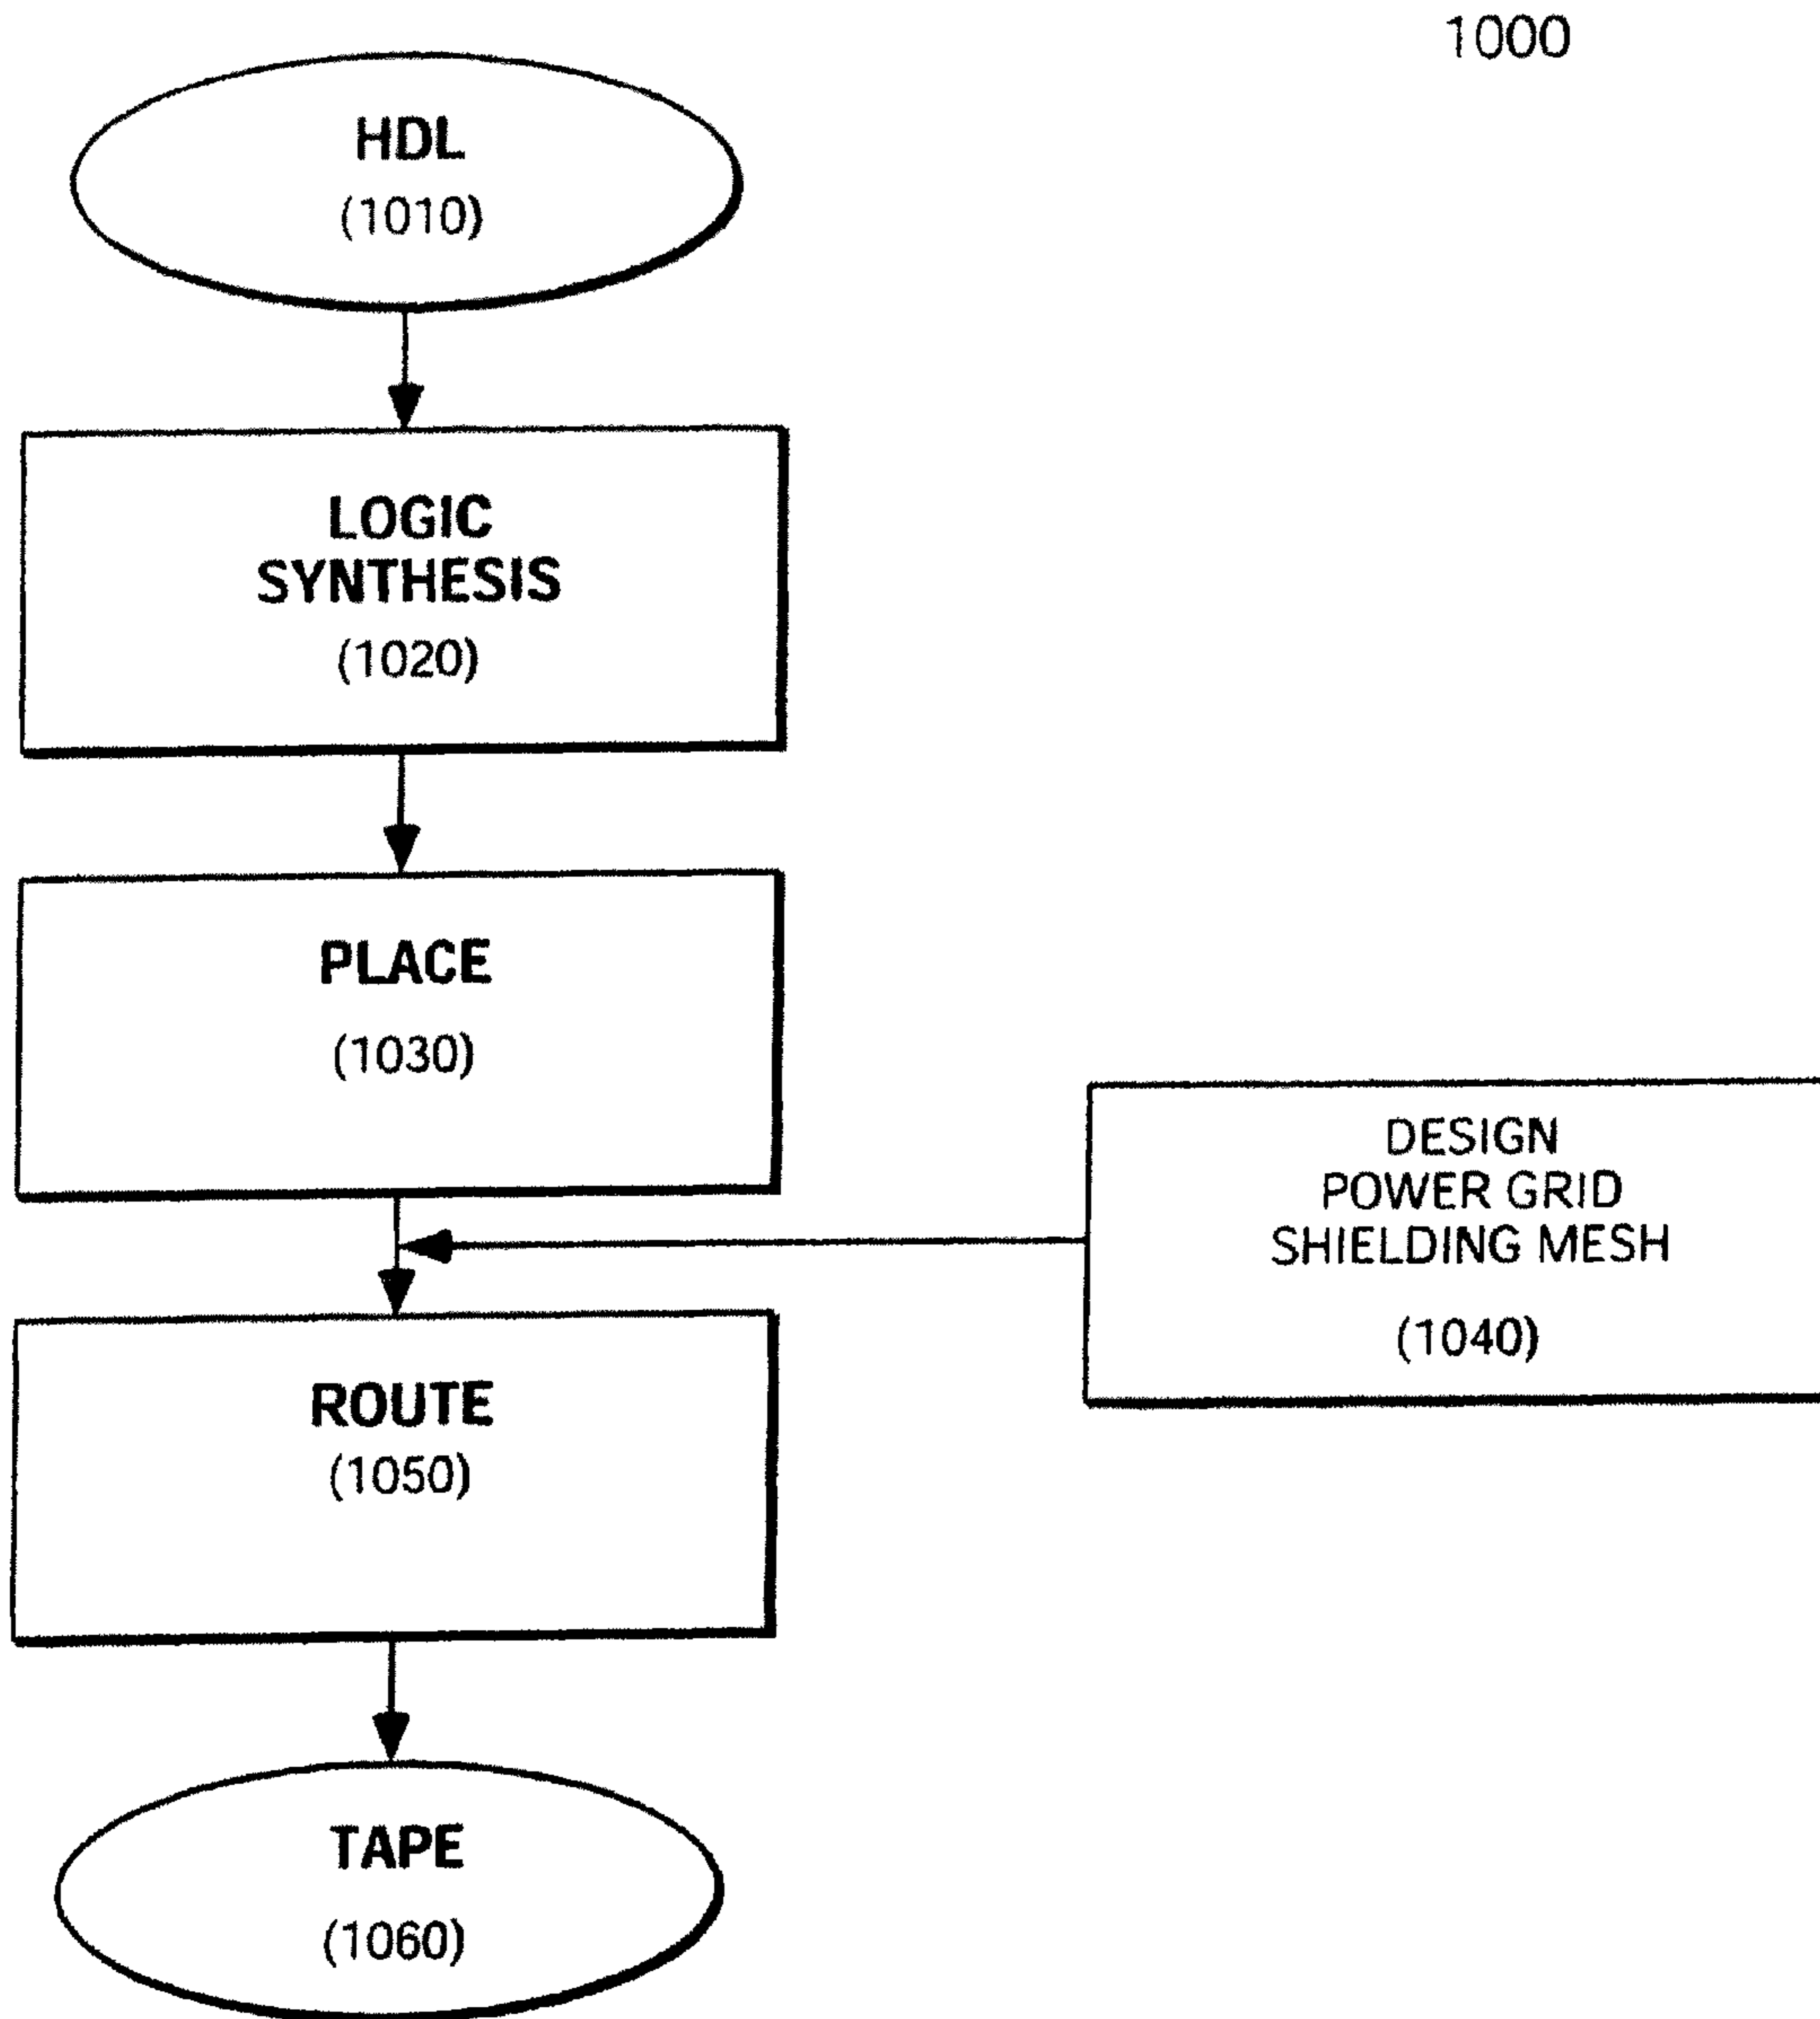 1000
HDL
(1010)
LOGIC
SYNTHESIS
(1020)
PLACE
(1030)
DESIGN
POWER GRID
SHIELDING MESH
(1040)
ROUTE
(1050)
TAPE
(1060)